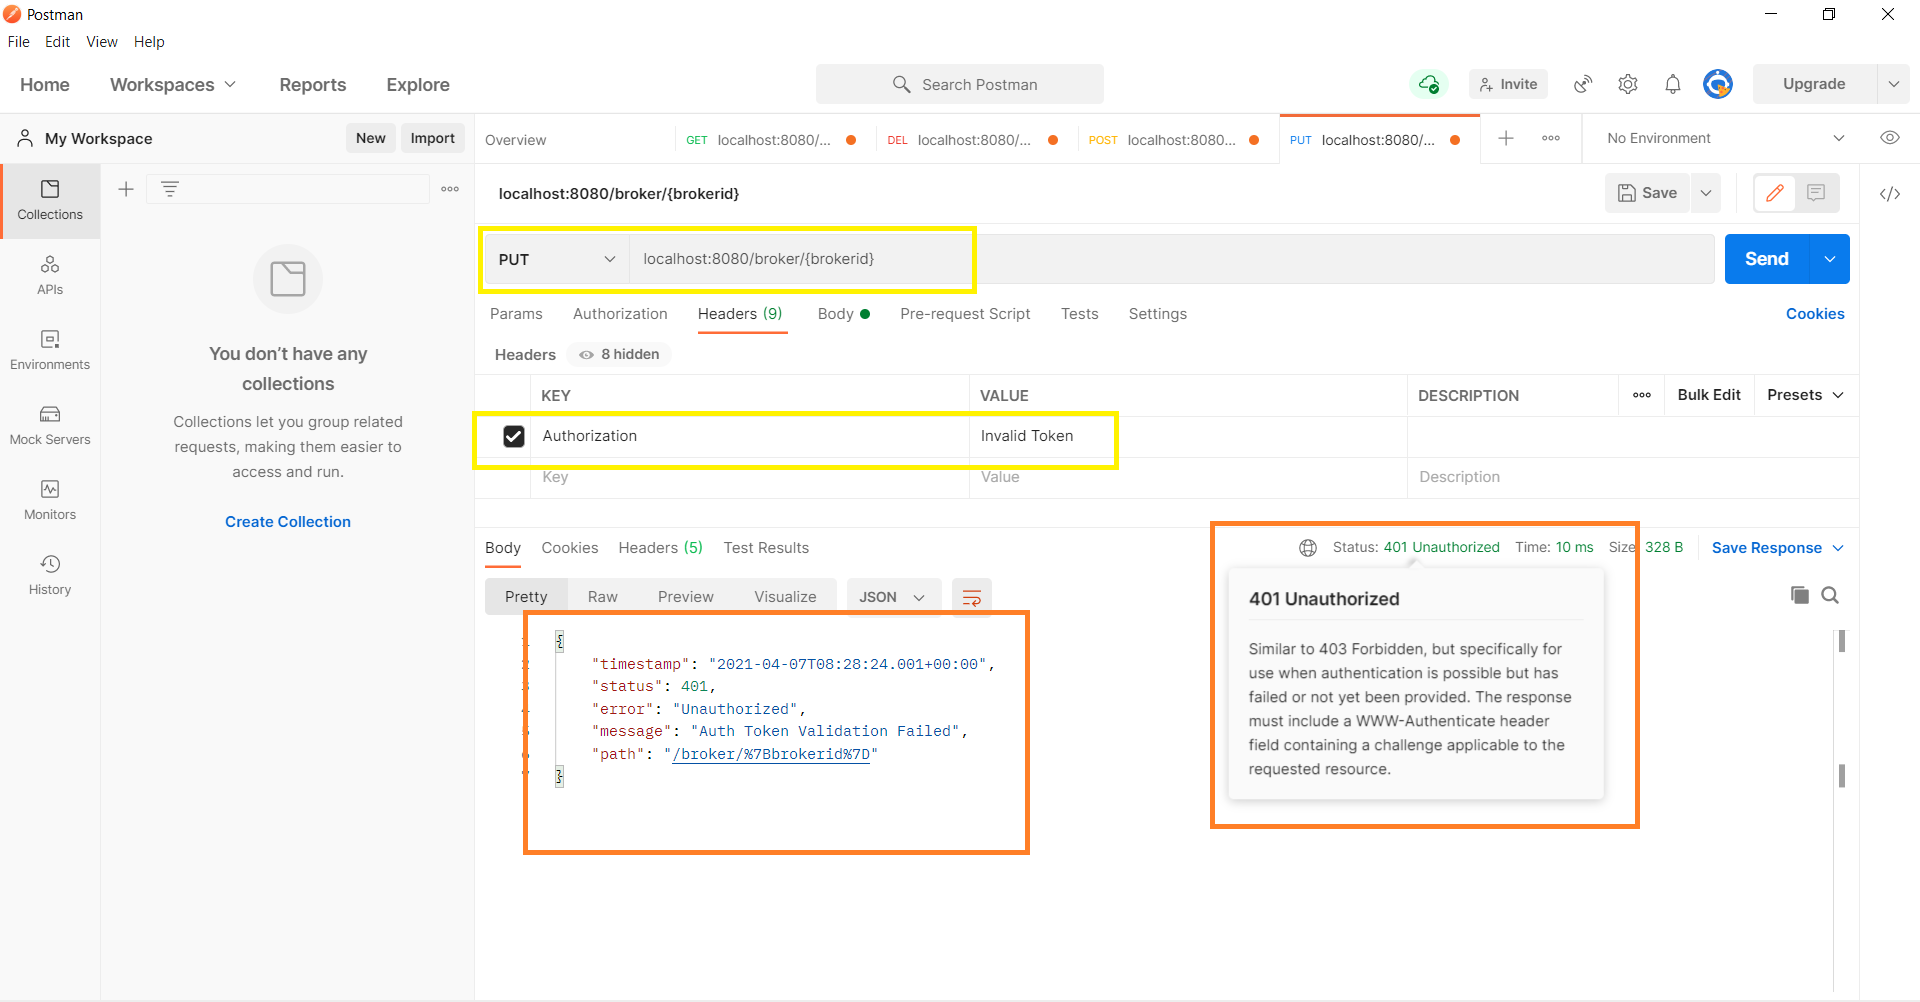 Postman
File Edit View Help
Home Workspaces Reports Explore Search Postman Invite Upgrade
My Workspace New Import Overview GET localhost:8080/... DEL localhost:8080/... POST localhost:8080... PUT localhost:8080/... No Environment
Collections
APIs
Environments
Mock Servers
Monitors
History
You don't have any
collections
Collections let you group related
requests, making them easier to
access and run.
Create Collection
localhost:8080/broker/{brokerid} Save
PUT localhost:8080/broker/{brokerid} Send
Params Authorization Headers (9) Body Pre-request Script Tests Settings Cookies
Headers 8 hidden
KEY VALUE DESCRIPTION Bulk Edit Presets
Authorization Invalid Token
Key Value Description
Body Cookies Headers (5) Test Results Status: 401 Unauthorized Time: 10 ms Size: 328 B Save Response
Pretty Raw Preview Visualize JSON
{
"timestamp": "2021-04-07T08:28:24.001+00:00",
"status": 401,
"error": "Unauthorized",
"message": "Auth Token Validation Failed",
"path": "/broker/%7Bbrokerid%7D"
}
401 Unauthorized
Similar to 403 Forbidden, but specifically for
use when authentication is possible but has
failed or not yet been provided. The response
must include a WWW-Authenticate header
field containing a challenge applicable to the
requested resource.